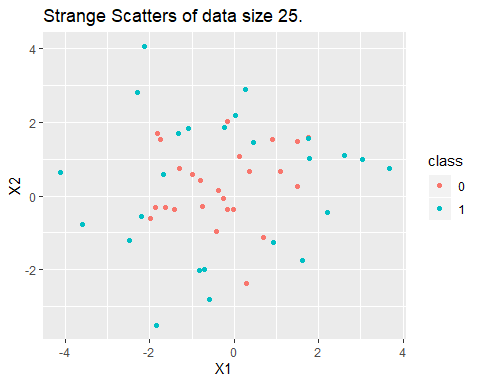 Strange Scatters of data size 25.
4
2
0
-2
X2
-4
-2
0
2
4
X1
class
0
1